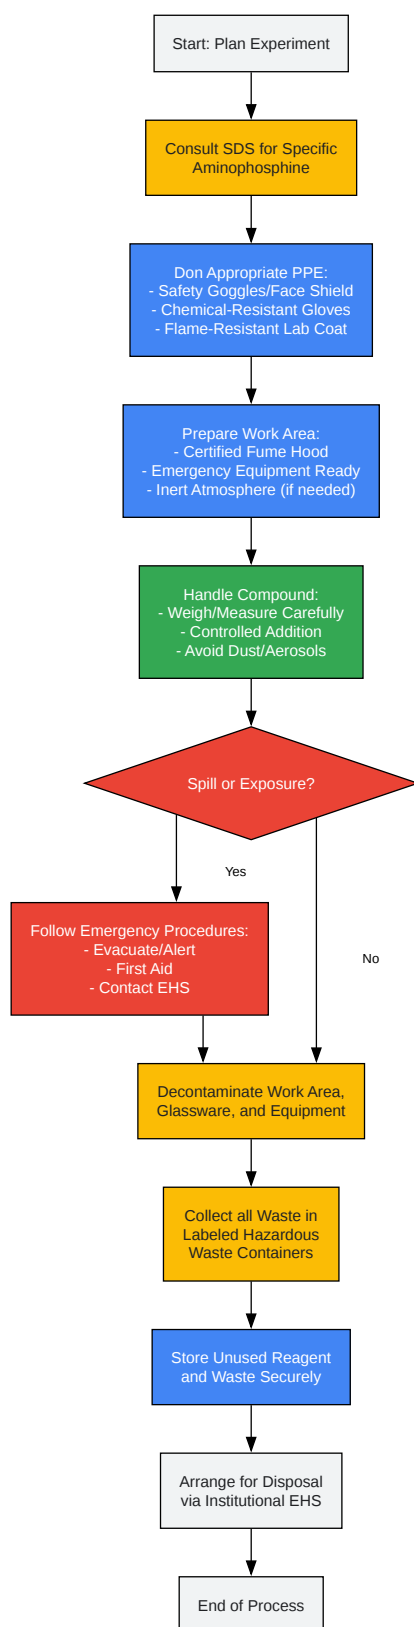 Start: Plan Experiment
Consult SDS for Specific
Aminophosphine
Don Appropriate PPE:
- Safety Goggles/Face Shield
- Chemical-Resistant Gloves
- Flame-Resistant Lab Coat
Prepare Work Area:
- Certified Fume Hood
- Emergency Equipment Ready
- Inert Atmosphere (if needed)
Handle Compound:
- Weigh/Measure Carefully
- Controlled Addition
- Avoid Dust/Aerosols
Spill or Exposure?
Yes
Follow Emergency Procedures:
- Evacuate/Alert
- First Aid
- Contact EHS
No
Decontaminate Work Area,
Glassware, and Equipment
Collect all Waste in
Labeled Hazardous
Waste Containers
Store Unused Reagent
and Waste Securely
Arrange for Disposal
via Institutional EHS
End of Process